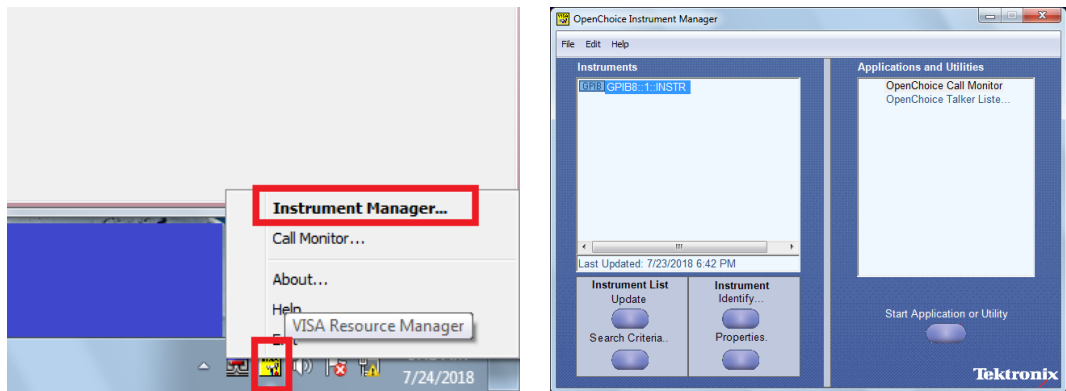 Instrument Manager...
Call Monitor...
About...
Help
VISA Resource Manager
7/24/2018
OpenChoice Instrument Manager
File Edit Help
Instruments
GPIB GPIB8::1::INSTR
Last Updated: 7/23/2018 6:42 PM
Instrument List
Update
Search Criteria..
Instrument
Identify...
Properties.
Applications and Utilities
OpenChoice Call Monitor
OpenChoice Talker Liste...
Start Application or Utility
Tektronix